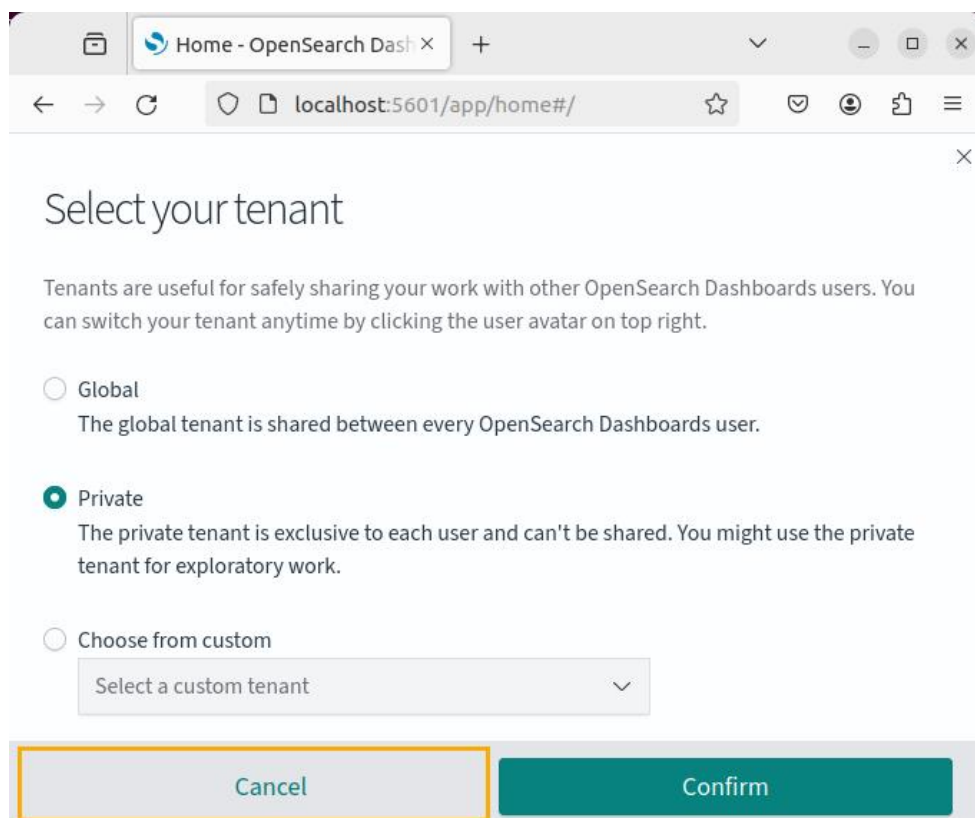 Home - OpenSearch Dash
localhost:5601/app/home#/
Select your tenant
Tenants are useful for safely sharing your work with other OpenSearch Dashboards users. You
can switch your tenant anytime by clicking the user avatar on top right.
Global
The global tenant is shared between every OpenSearch Dashboards user.
Private
The private tenant is exclusive to each user and can't be shared. You might use the private
tenant for exploratory work.
Choose from custom
Select a custom tenant
Cancel
Confirm